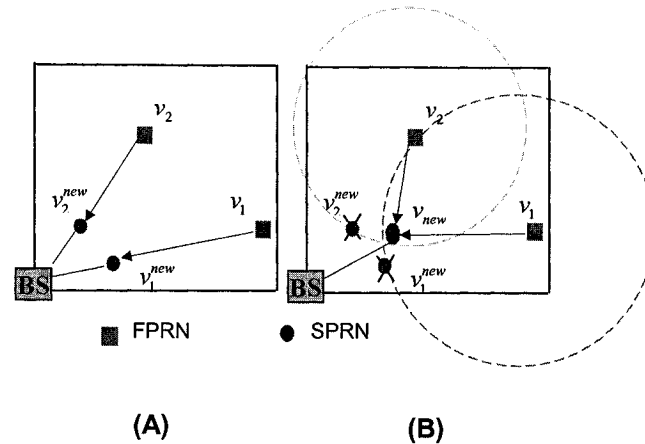 v₂
v₂ⁿᵉʷ
v₁
v₁ⁿᵉʷ
BS
v₂
v₂ⁿᵉʷ
vₙₑw
v₁
v₁ⁿᵉʷ
BS
FPRN
SPRN
(A)
(B)